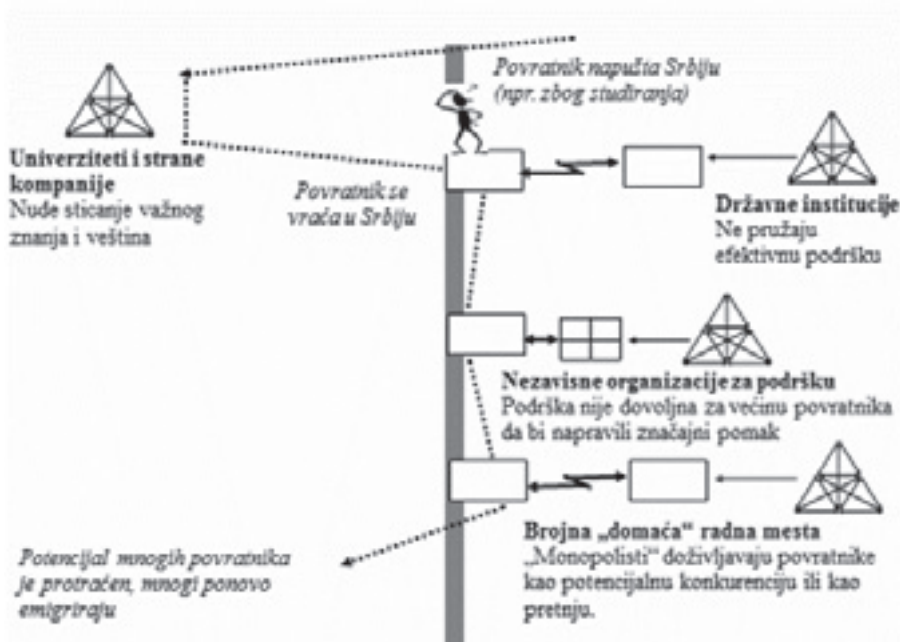 Povratnik napušta Srbiju
(npr. zbog studiranja)
Univerziteti i strane
kompanije
Nude sticanje važnog
znanja i veština
Povratnik se
vraća u Srbiju
Državne institucije
Ne pružaju
efektivnu podršku
Nezavisne organizacije za podršku
Podrška nije dovoljna za većinu povratnika
da bi napravili značajni pomak
Brojna „domaća“ radna mesta
„Monopolisti“ doživljavaju povratnike
kao potencijalnu konkurenciju ili kao
pretnju.
Potencijal mnogih povratnika
je protraćen, mnogi ponovo
emigriraju